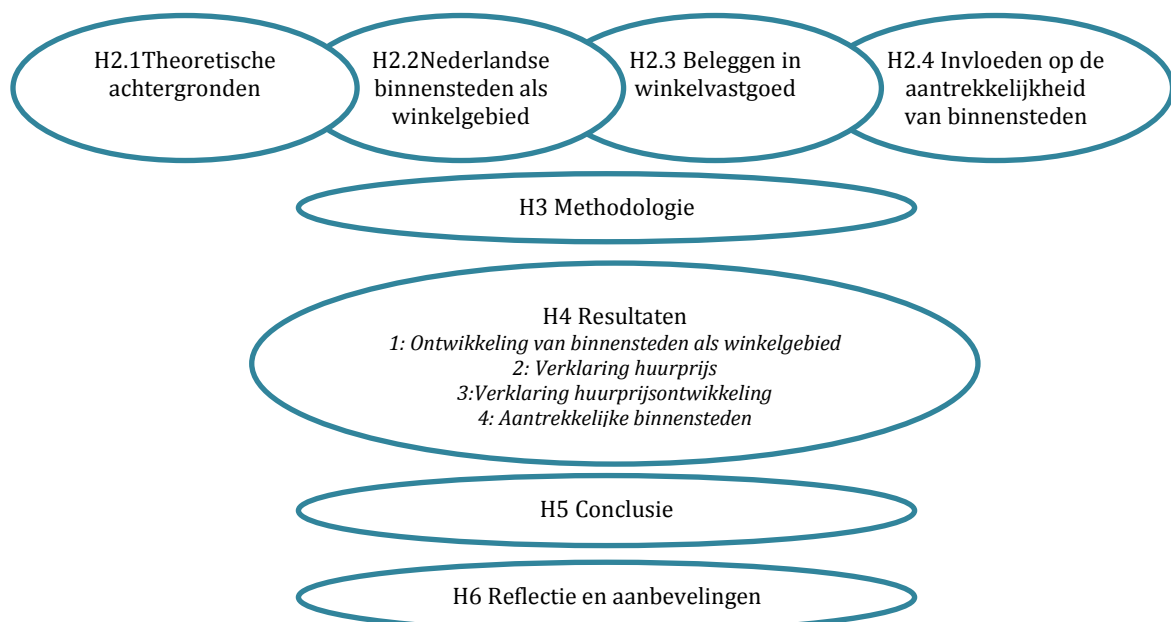 H2.1Theoretische
achtergronden
H2.2Nederlandse
binnensteden als
winkelgebied
H2.3 Beleggen in
winkelvastgoed
H2.4 Invloeden op de
aantrekkelijkheid
van binnensteden
H3 Methodologie
H4 Resultaten
1: Ontwikkeling van binnensteden als winkelgebied
2: Verklaring huurprijs
3:Verklaring huurprijsontwikkeling
4: Aantrekkelijke binnensteden
H5 Conclusie
H6 Reflectie en aanbevelingen